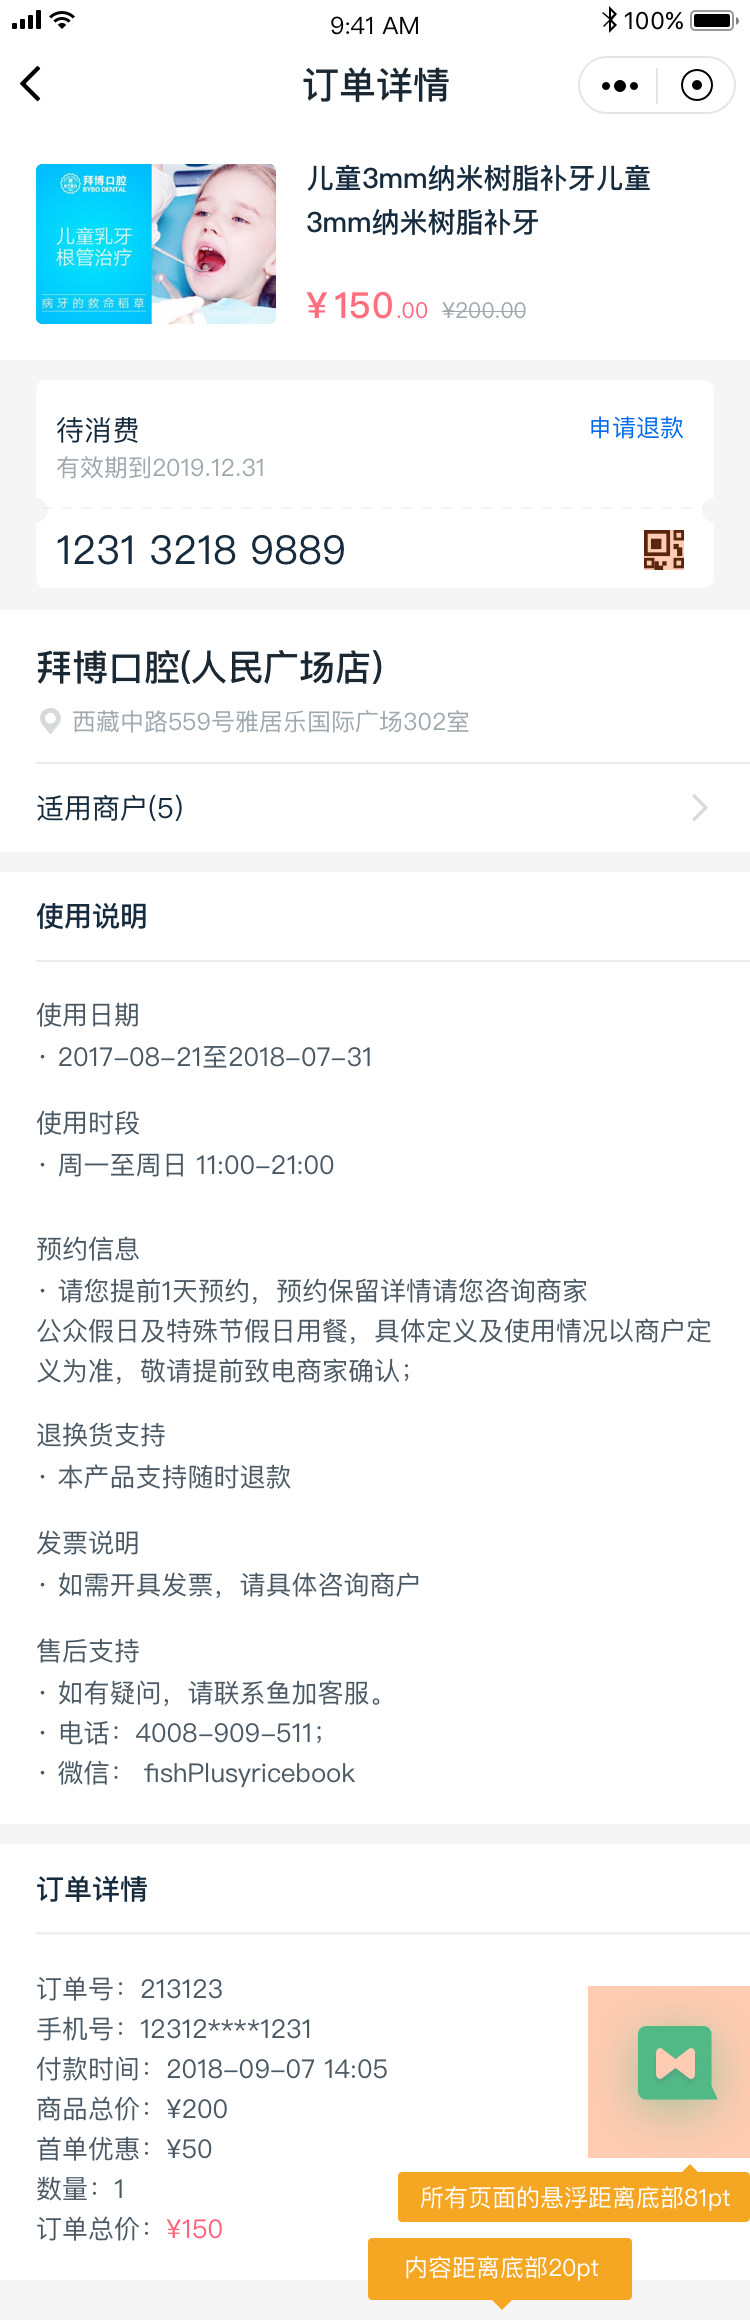 9:41 AM
100%
订单详情
拜博口腔
BYBO DENTAL
儿童乳牙
根管治疗
病牙的救命稻草
儿童3mm纳米树脂补牙儿童
3mm纳米树脂补牙
¥150.00 ¥200.00
待消费
申请退款
有效期到2019.12.31
1231 3218 9889
拜博口腔(人民广场店)
西藏中路559号雅居乐国际广场302室
适用商户(5)
使用说明
使用日期
· 2017-08-21至2018-07-31
使用时段
· 周一至周日 11:00-21:00
预约信息
· 请您提前1天预约，预约保留详情请您咨询商家
公众假日及特殊节假日用餐，具体定义及使用情况以商户定
义为准，敬请提前致电商家确认；
退换货支持
· 本产品支持随时退款
发票说明
· 如需开具发票，请具体咨询商户
售后支持
· 如有疑问，请联系鱼加客服。
· 电话：4008-909-511；
· 微信： fishPlusyricebook
订单详情
订单号：213123
手机号：12312****1231
付款时间：2018-09-07 14:05
商品总价：¥200
首单优惠：¥50
数量：1
订单总价：¥150
所有页面的悬浮距离底部81pt
内容距离底部20pt